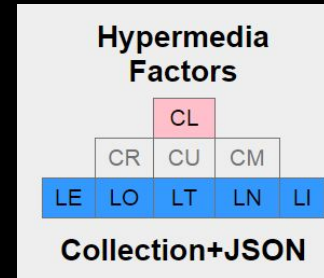 Hypermedia
Factors
CL
CR CU CM
LE LO LT LN LI
Collection+JSON